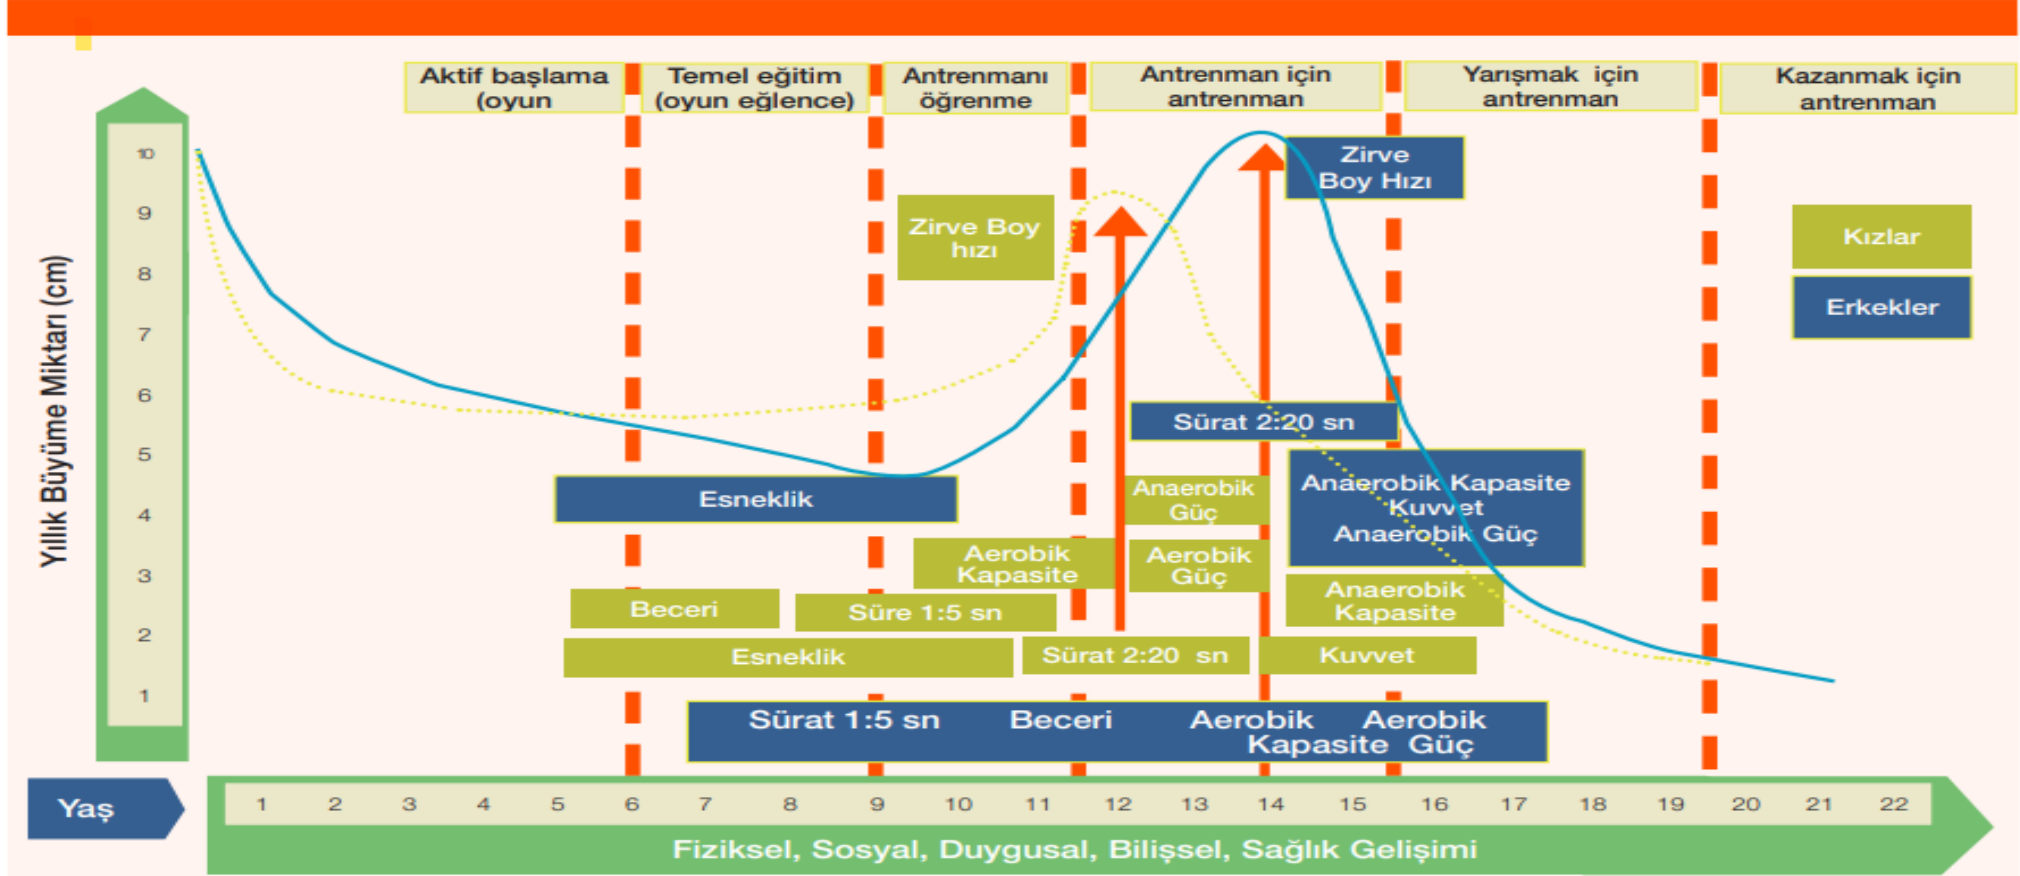 Aktif başlama
(oyun
Temel eğitim
(oyun eğlence)
Antrenmanı
öğrenme
Antrenman için
antrenman
Yarışmak için
antrenman
Kazanmak için
antrenman
Yıllık Büyüme Miktarı (cm)
10
9
8
7
6
5
4
3
2
1
Zirve
Boy Hızı
Zirve Boy
hızı
Kızlar
Erkekler
Sürat 2:20 sn
Esneklik
Anaerobik
Güç
Anaerobik Kapasite
Kuvvet
Anaerobik Güç
Aerobik
Kapasite
Aerobik
Güç
Beceri
Süre 1:5 sn
Anaerobik
Kapasite
Esneklik
Sürat 2:20 sn
Kuvvet
Sürat 1:5 sn Beceri Aerobik Aerobik
Kapasite Güç
Yaş
1 2 3 4 5 6 7 8 9 10 11 12 13 14 15 16 17 18 19 20 21 22
Fiziksel, Sosyal, Duygusal, Bilişsel, Sağlık Gelişimi